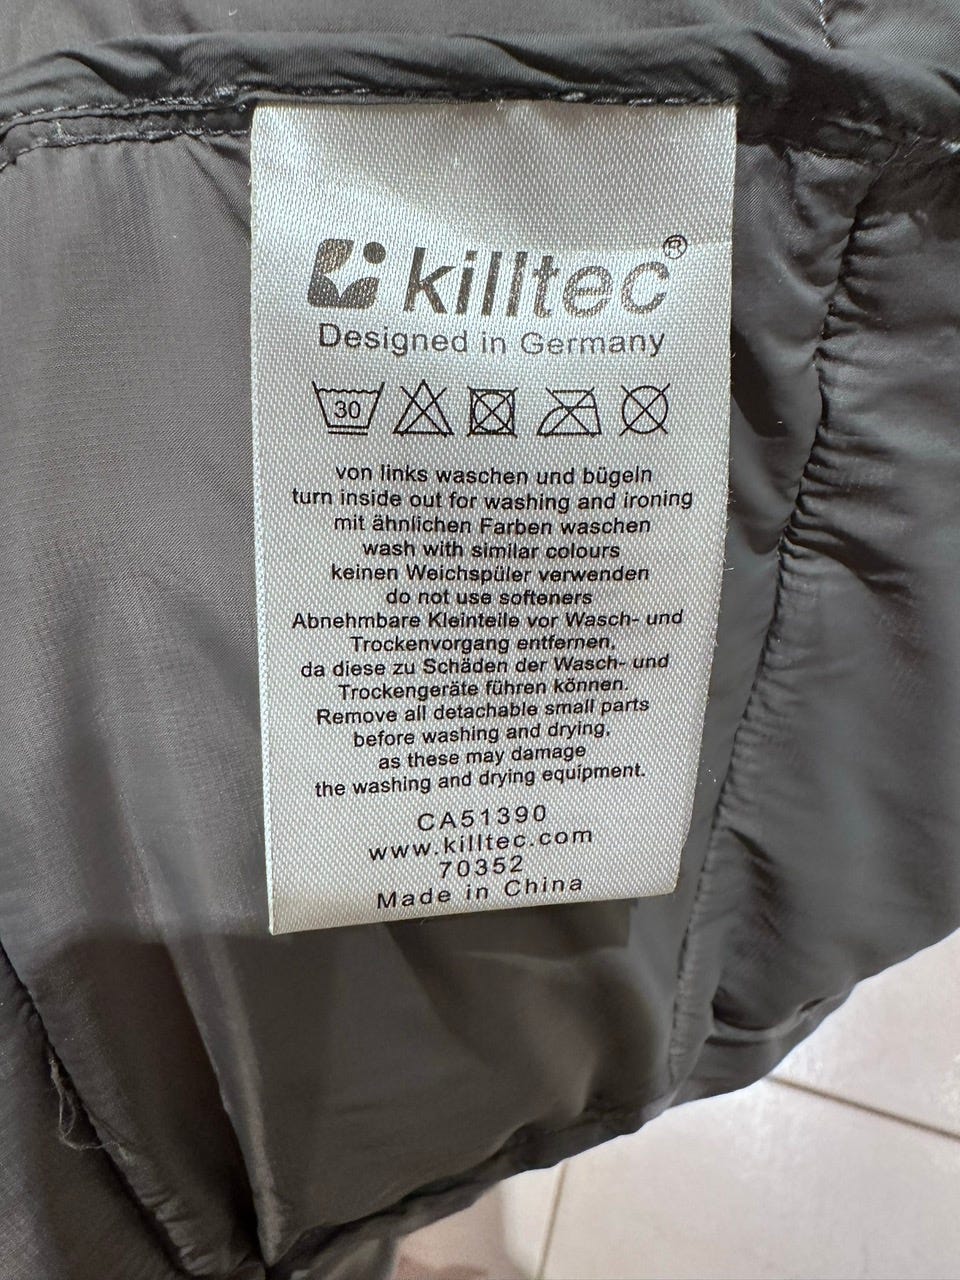 killtec®
Designed in Germany
30
von links waschen und bügeln
turn inside out for washing and ironing
mit ähnlichen Farben waschen
wash with similar colours
keinen Weichspüler verwenden
do not use softeners
Abnehmbare Kleinteile vor Wasch- und
Trockenvorgang entfernen,
da diese zu Schäden der Wasch- und
Trockengeräte führen können.
Remove all detachable small parts
before washing and drying,
as these may damage
the washing and drying equipment.
CA51390
www.killtec.com
70352
Made in China